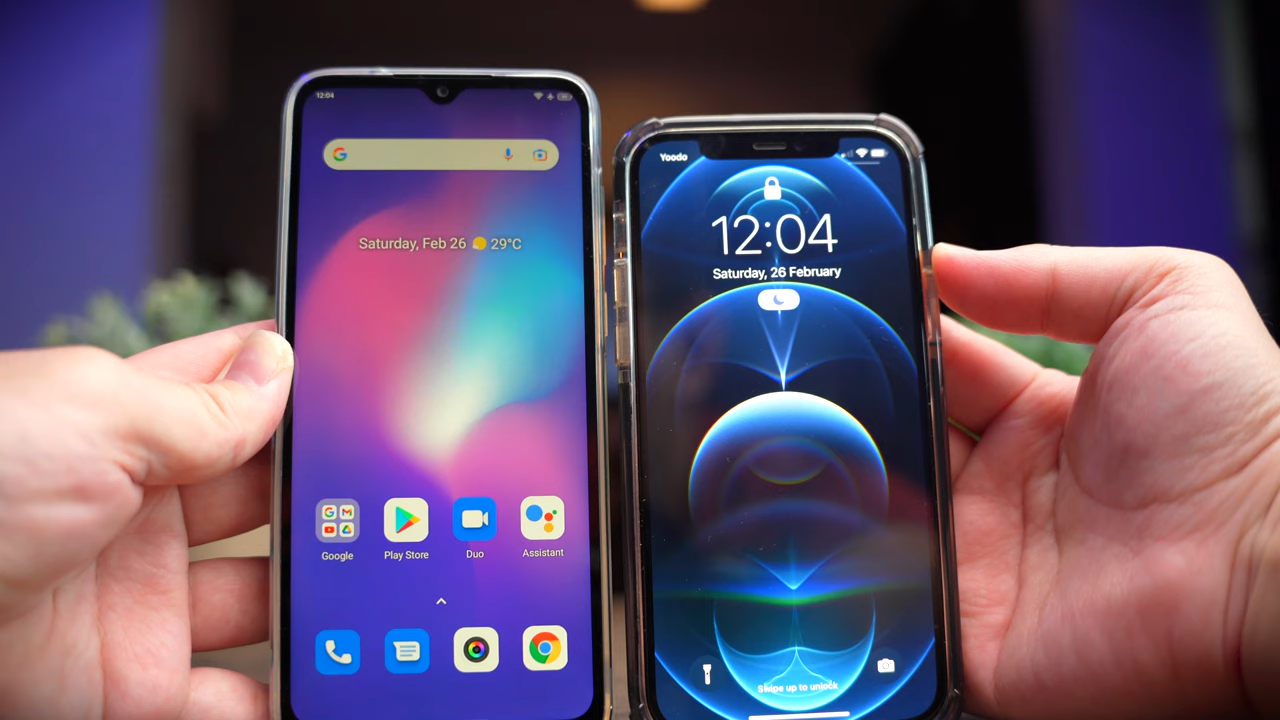 12:04
Saturday, Feb 26 29°C
Google
Play Store
Duo
Assistant
Yoodo
12:04
Saturday, 26 February
Swipe up to unlock